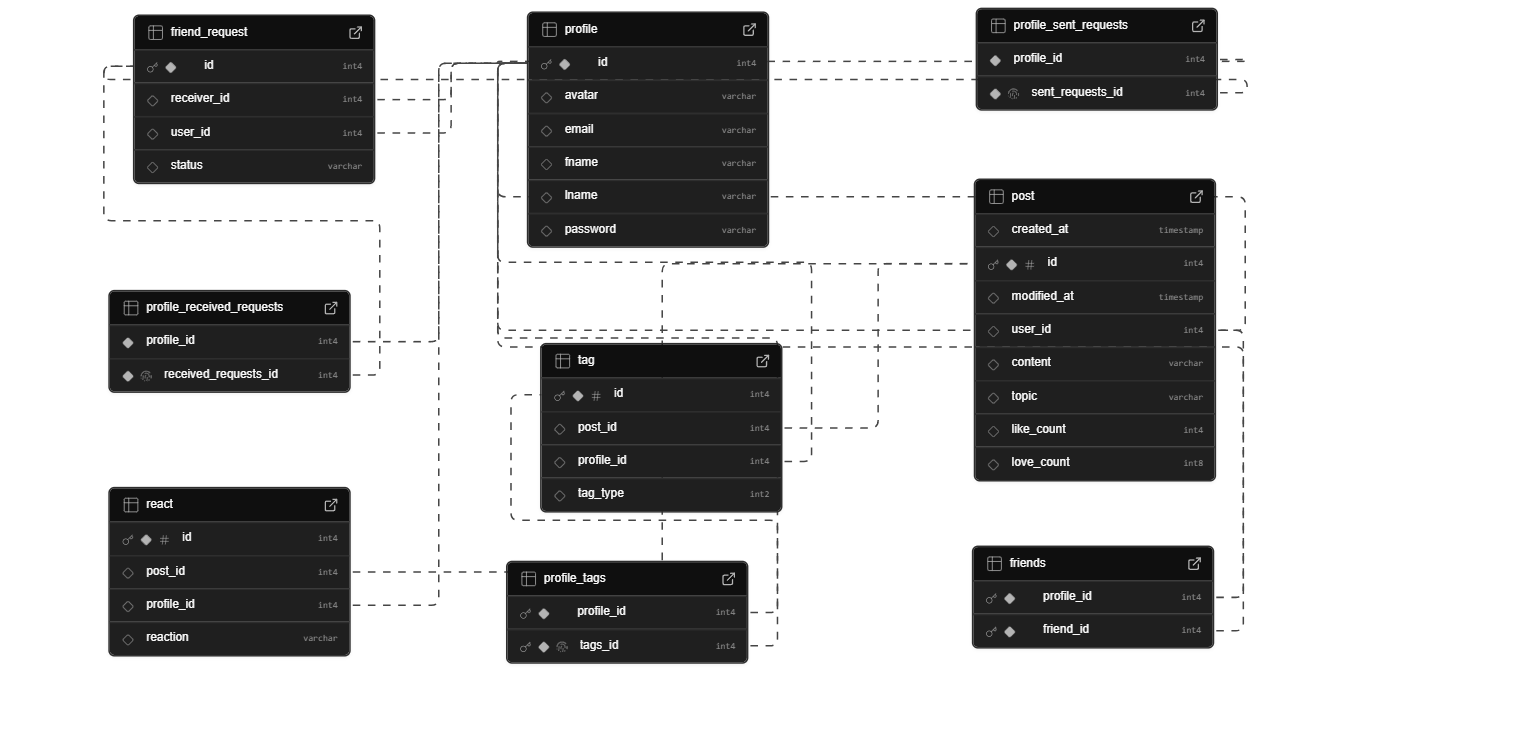 friend_request
id int4
receiver_id int4
user_id int4
status varchar
profile
id int4
avatar varchar
email varchar
fname varchar
lname varchar
password varchar
profile_sent_requests
profile_id int4
sent_requests_id int4
post
created_at timestamp
# id int4
modified_at timestamp
user_id int4
content varchar
topic varchar
like_count int4
love_count int8
profile_received_requests
profile_id int4
received_requests_id int4
tag
# id int4
post_id int4
profile_id int4
tag_type int2
react
# id int4
post_id int4
profile_id int4
reaction varchar
profile_tags
profile_id int4
tags_id int4
friends
profile_id int4
friend_id int4